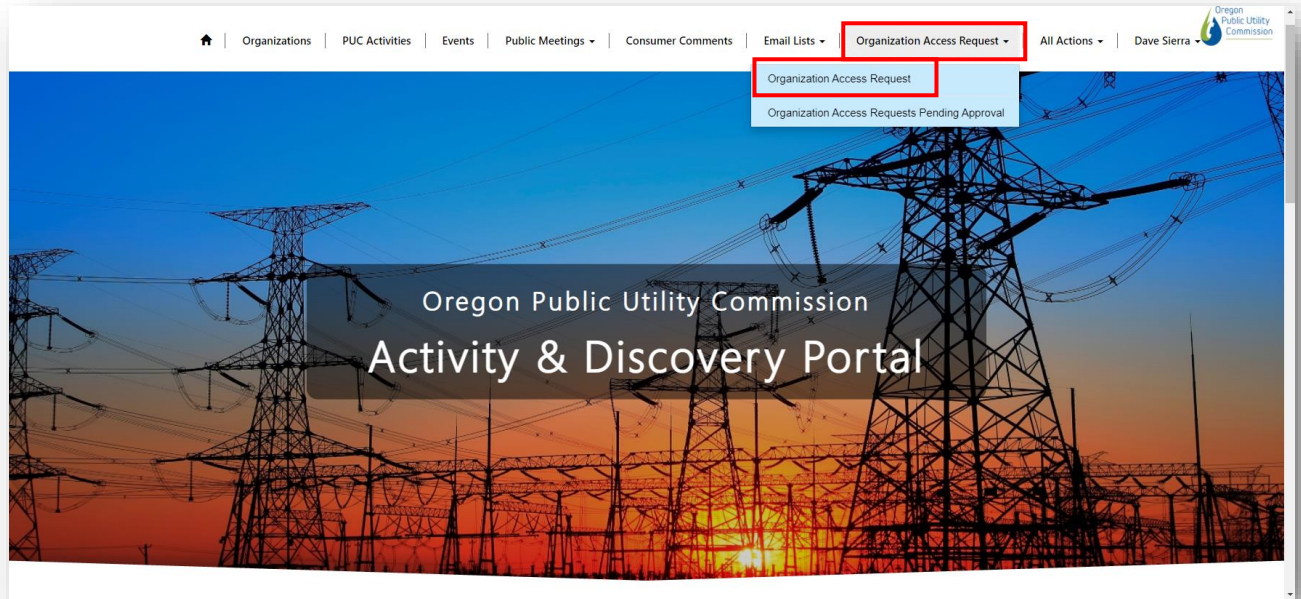 Oregon
Public Utility
Commission
Organizations | PUC Activities | Events | Public Meetings | Consumer Comments | Email Lists | Organization Access Request | All Actions | Dave Sierra
Organization Access Request
Organization Access Requests Pending Approval
Oregon Public Utility Commission
Activity & Discovery Portal